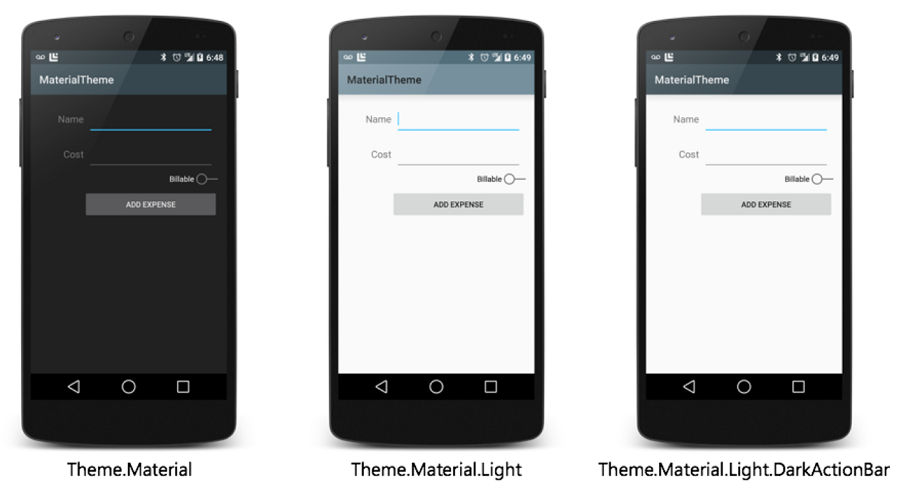 6:48
MaterialTheme
Name
Cost
Billable
ADD EXPENSE
Theme.Material
6:49
MaterialTheme
Name
Cost
Billable
ADD EXPENSE
Theme.Material.Light
6:49
MaterialTheme
Name
Cost
Billable
ADD EXPENSE
Theme.Material.Light.DarkActionBar